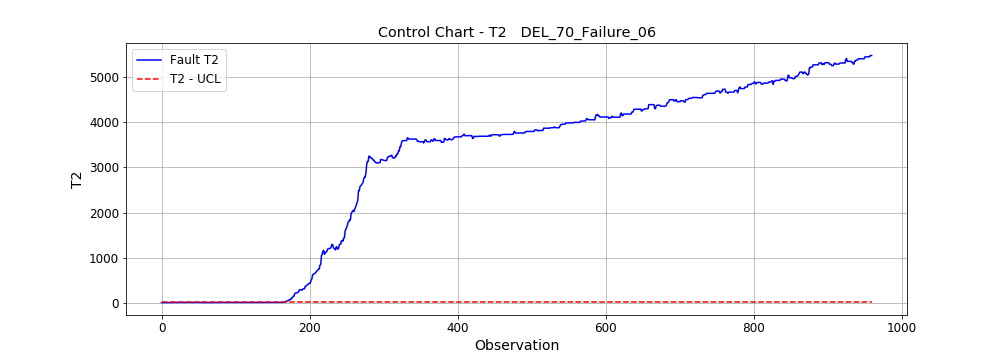 Control Chart - T2   DEL_70_Failure_06
Fault T2
T2 - UCL
5000
4000
3000
2000
1000
0
T2
0 200 400 600 800 1000
Observation